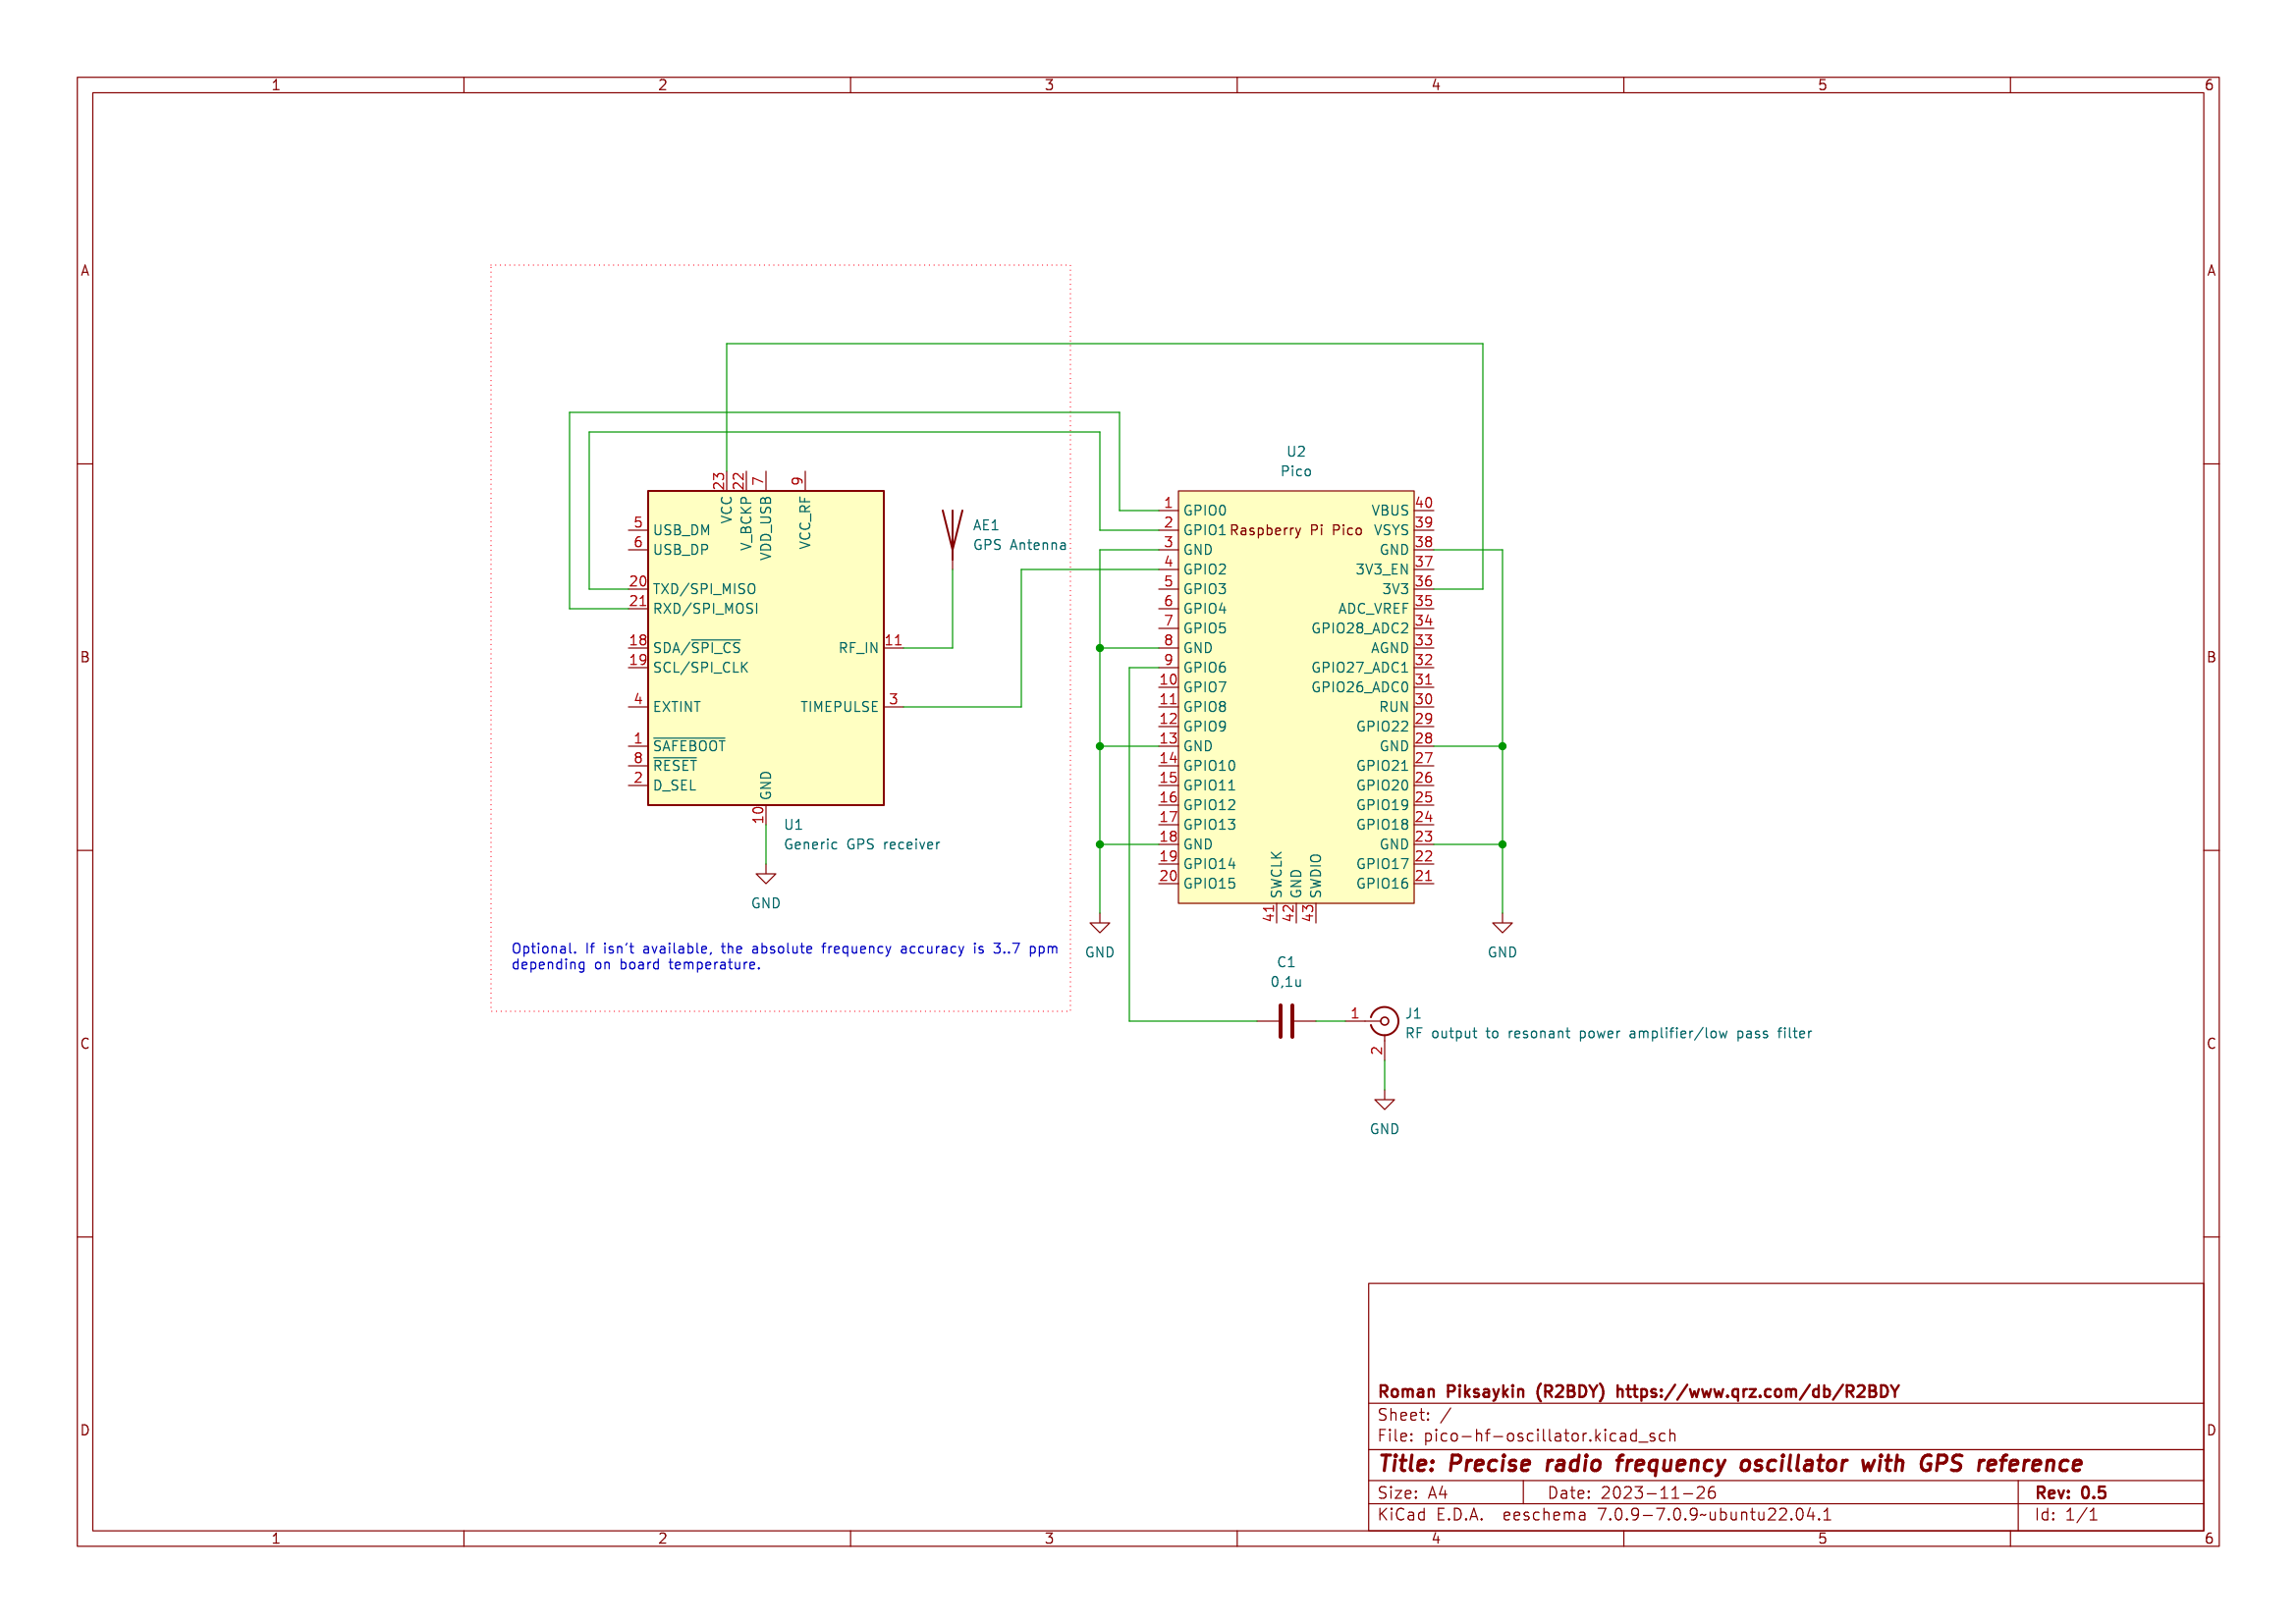 1 2 3 4 5 6
A A
B B
C C
D D
23 22 7 9
VCC V_BCKP VDD_USB VCC_RF
5 USB_DM
6 USB_DP
20 TXD/SPI_MISO
21 RXD/SPI_MOSI
18 SDA/SPI_CS
19 SCL/SPI_CLK
4 EXTINT
1 SAFEBOOT
8 RESET
2 D_SEL
RF_IN 11
TIMEPULSE 3
GND
10
U1
Generic GPS receiver
GND
AE1
GPS Antenna
Optional. If isn't available, the absolute frequency accuracy is 3..7 ppm
depending on board temperature.
U2
Pico
Raspberry Pi Pico
1 GPIO0
2 GPIO1
3 GND
4 GPIO2
5 GPIO3
6 GPIO4
7 GPIO5
8 GND
9 GPIO6
10 GPIO7
11 GPIO8
12 GPIO9
13 GND
14 GPIO10
15 GPIO11
16 GPIO12
17 GPIO13
18 GND
19 GPIO14
20 GPIO15
VBUS 40
VSYS 39
GND 38
3V3_EN 37
3V3 36
ADC_VREF 35
GPIO28_ADC2 34
AGND 33
GPIO27_ADC1 32
GPIO26_ADC0 31
RUN 30
GPIO22 29
GND 28
GPIO21 27
GPIO20 26
GPIO19 25
GPIO18 24
GND 23
GPIO17 22
GPIO16 21
SWCLK GND SWDIO
41 42 43
GND
GND
C1
0,1u
1
2
J1
RF output to resonant power amplifier/low pass filter
GND
Roman Piksaykin (R2BDY) https://www.qrz.com/db/R2BDY
Sheet: /
File: pico-hf-oscillator.kicad_sch
Title: Precise radio frequency oscillator with GPS reference
Size: A4 Date: 2023-11-26 Rev: 0.5
KiCad E.D.A. eeschema 7.0.9-7.0.9~ubuntu22.04.1 Id: 1/1
1 2 3 4 5 6